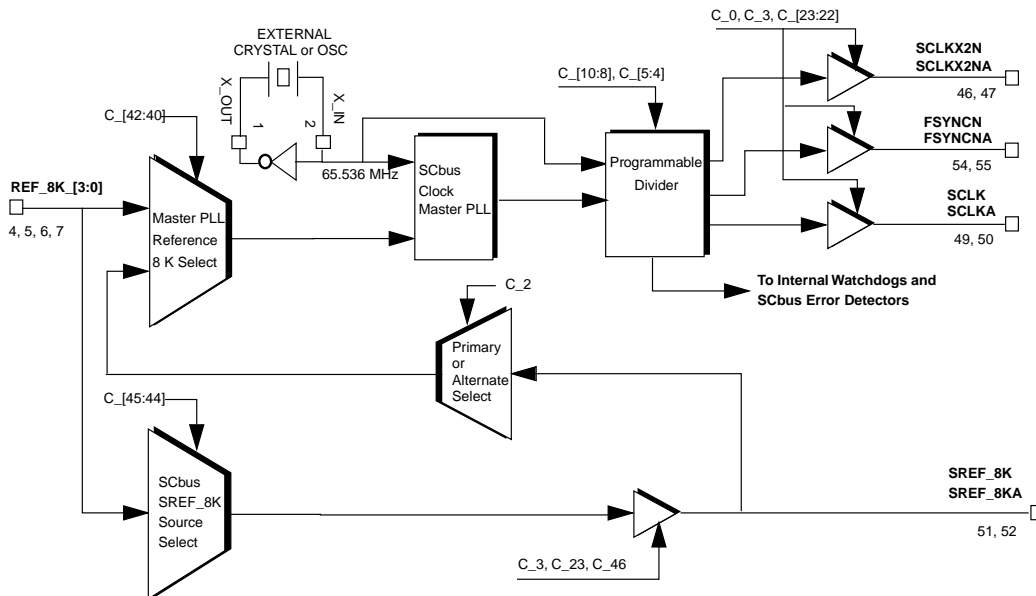 C_0, C_3, C_[23:22]
EXTERNAL
CRYSTAL or OSC
SCLKX2N
SCLKX2NA
46, 47
X_OUT
X_IN
1
2
C_[10:8], C_[5:4]
C_[42:40]
FSYNCN
FSYNCNA
54, 55
65.536 MHz
SCbus
Clock
Master PLL
Programmable
Divider
REF_8K_[3:0]
4, 5, 6, 7
Master PLL
Reference
8 K Select
SCLK
SCLKA
49, 50
To Internal Watchdogs and
SCbus Error Detectors
C_2
Primary
or
Alternate
Select
C_[45:44]
SCbus
SREF_8K
Source
Select
SREF_8K
SREF_8KA
51, 52
C_3, C_23, C_46